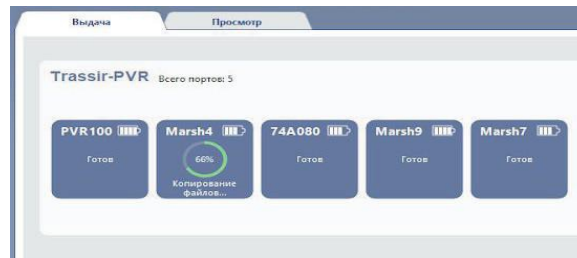 Выдача
Просмотр
Trassir-PVR Всего портов: 5
PVR100 Marsh4 74A080 Marsh9 Marsh7
Готов 66% Готов Готов Готов
Копирование
файлов...